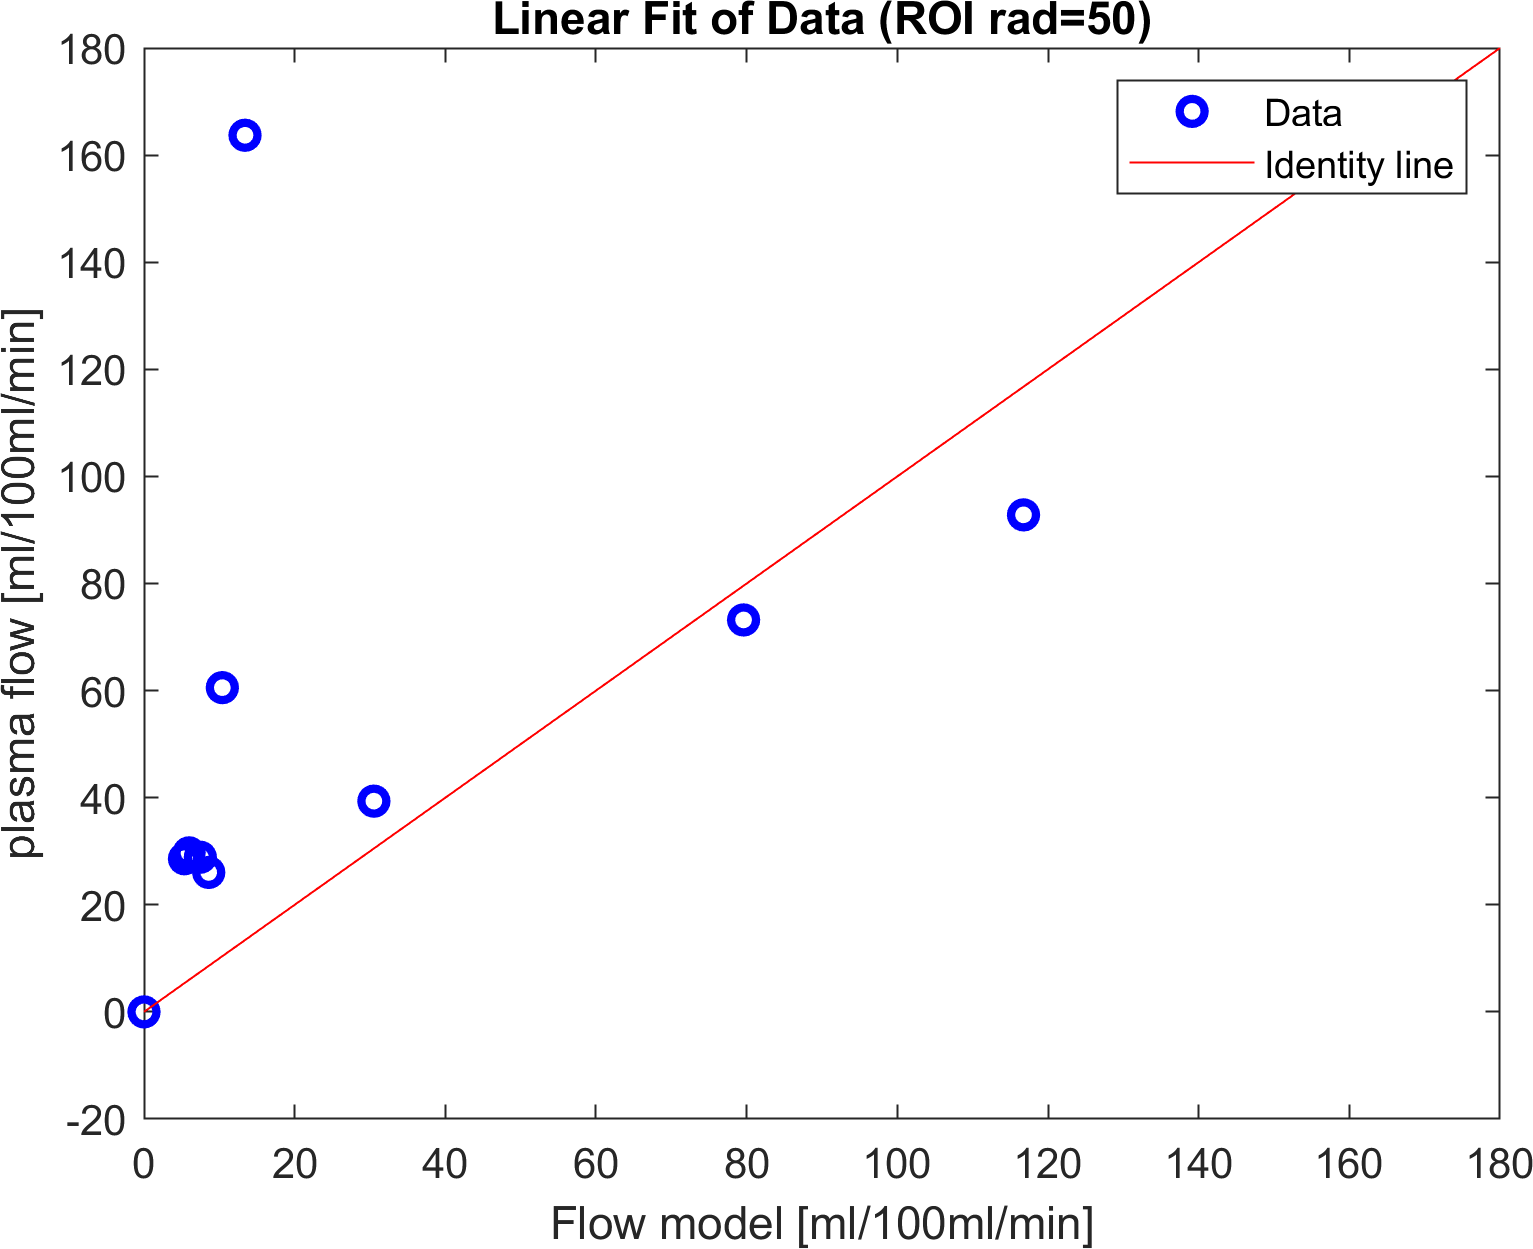 Linear Fit of Data (ROI rad=50)
180
160
140
120
100
80
60
40
20
0
-20
plasma flow [ml/100ml/min]
Data
Identity line
0 20 40 60 80 100 120 140 160 180
Flow model [ml/100ml/min]